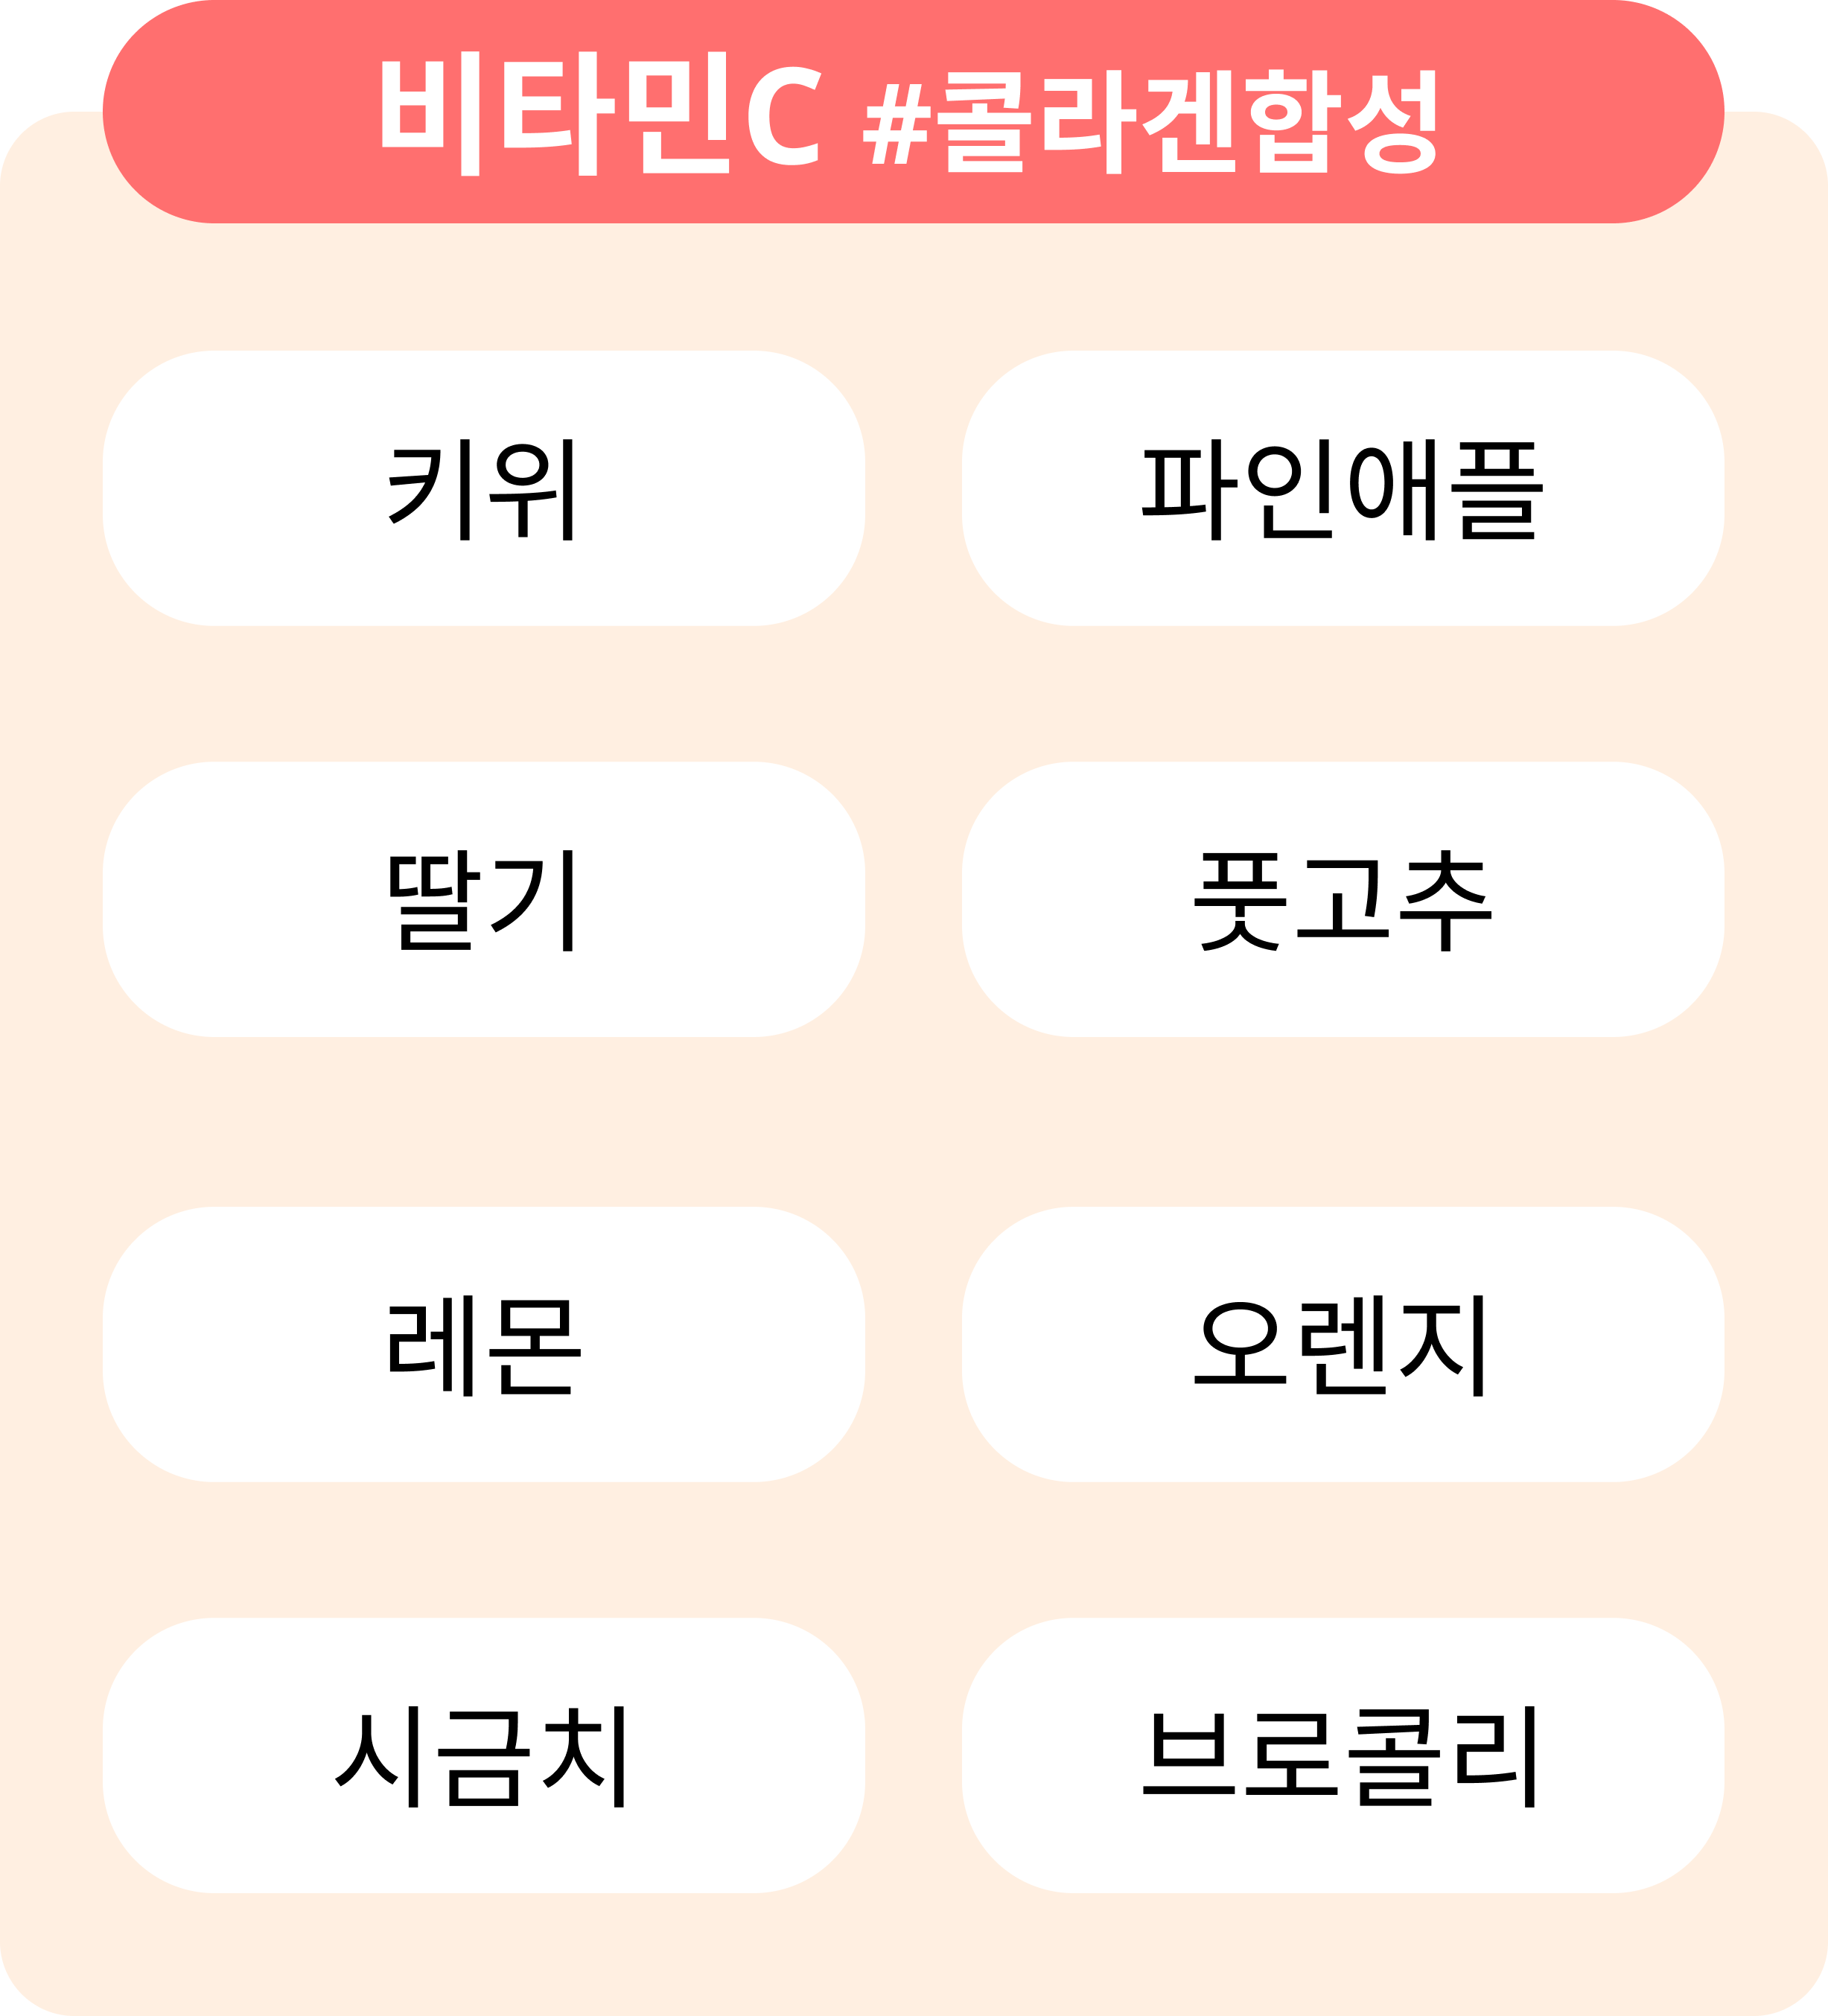 비타민C #콜라겐합성
키위
파인애플
딸기
풋고추
레몬
오렌지
시금치
브로콜리